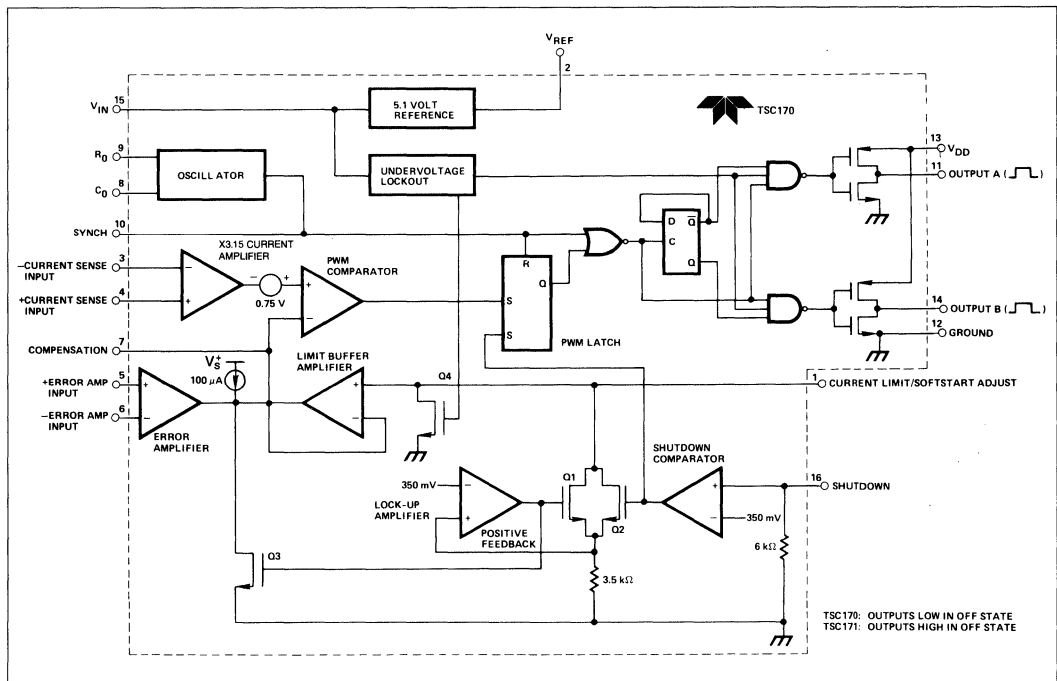 VREF
2
VIN
15
5.1 VOLT
REFERENCE
TSC170
R0
9
OSCILLATOR
C0
8
UNDERVOLTAGE
LOCKOUT
13
VDD
11
OUTPUT A ( )
SYNCH
10
D
Q̅
C
Q
X3.15 CURRENT
AMPLIFIER
−CURRENT SENSE
INPUT
3
−
− +
0.75 V
PWM
COMPARATOR
+
−
R
Q
S
S
PWM LATCH
+CURRENT SENSE
INPUT
4
+
14
OUTPUT B ( )
12
GROUND
COMPENSATION
7
VS+
100 µA
LIMIT BUFFER
AMPLIFIER
+
−
Q4
1
CURRENT LIMIT/SOFTSTART ADJUST
+ERROR AMP
INPUT
5
+
−ERROR AMP
INPUT
6
−
ERROR
AMPLIFIER
SHUTDOWN
COMPARATOR
16
SHUTDOWN
+
−
350 mV
350 mV
−
+
LOCK-UP
AMPLIFIER
POSITIVE
FEEDBACK
Q1
Q2
6 kΩ
Q3
3.5 kΩ
TSC170: OUTPUTS LOW IN OFF STATE
TSC171: OUTPUTS HIGH IN OFF STATE